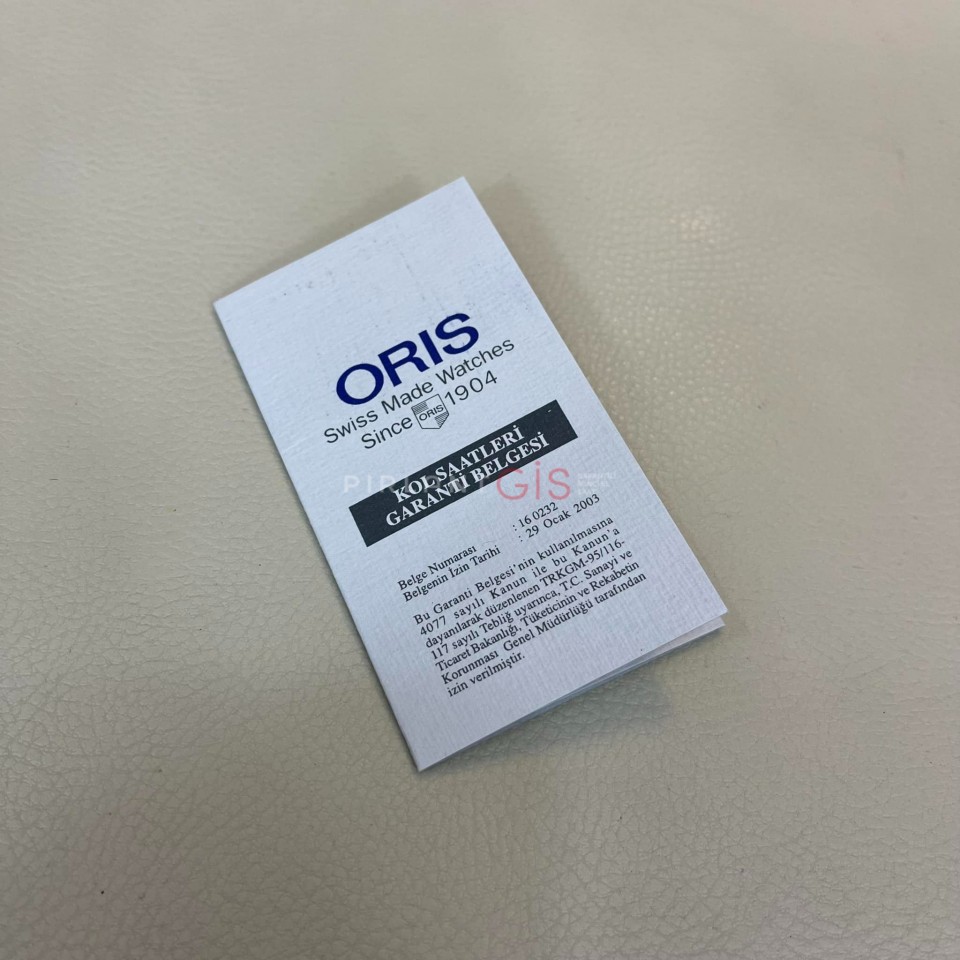 ORIS
Swiss Made Watches
Since ORIS 1904
KOL SAATLERİ
GARANTİ BELGESİ
Belge Numarası : 16 0232
Belgenin İzin Tarihi : 29 Ocak 2003
Bu Garanti Belgesi'nin kullanılmasına
4077 sayılı Kanun ile bu Kanun'a
dayanılarak düzenlenen TRKGM-95/116-
117 sayılı Tebliğ uyarınca, T.C. Sanayi ve
Ticaret Bakanlığı, Tüketicinin ve Rekabetin
Korunması Genel Müdürlüğü tarafından
izin verilmiştir.
GİS